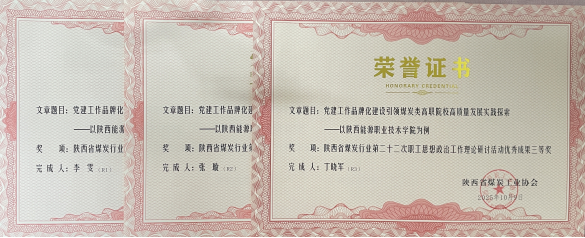 文章题目：党建工作品牌化
——以陕西能源
奖　　项：陕西省煤炭行业
完 成 人：李 雯
文章题目：党建工作品牌化建
——以陕西能源
奖　　项：陕西省煤炭行业第
完 成 人：张 敏
荣誉证书
HONORARY CREDENTIAL
文章题目：党建工作品牌化建设引领煤炭类高职院校高质量发展实践探索
——以陕西能源职业技术学院为例
奖　　项：陕西省煤炭行业第二十二次职工思想政治工作理论研讨活动优秀成果三等奖
完 成 人：丁晓军
陕西省煤炭工业协会